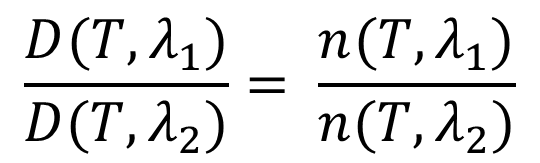 D(T, λ₁) / D(T, λ₂) = n(T, λ₁) / n(T, λ₂)